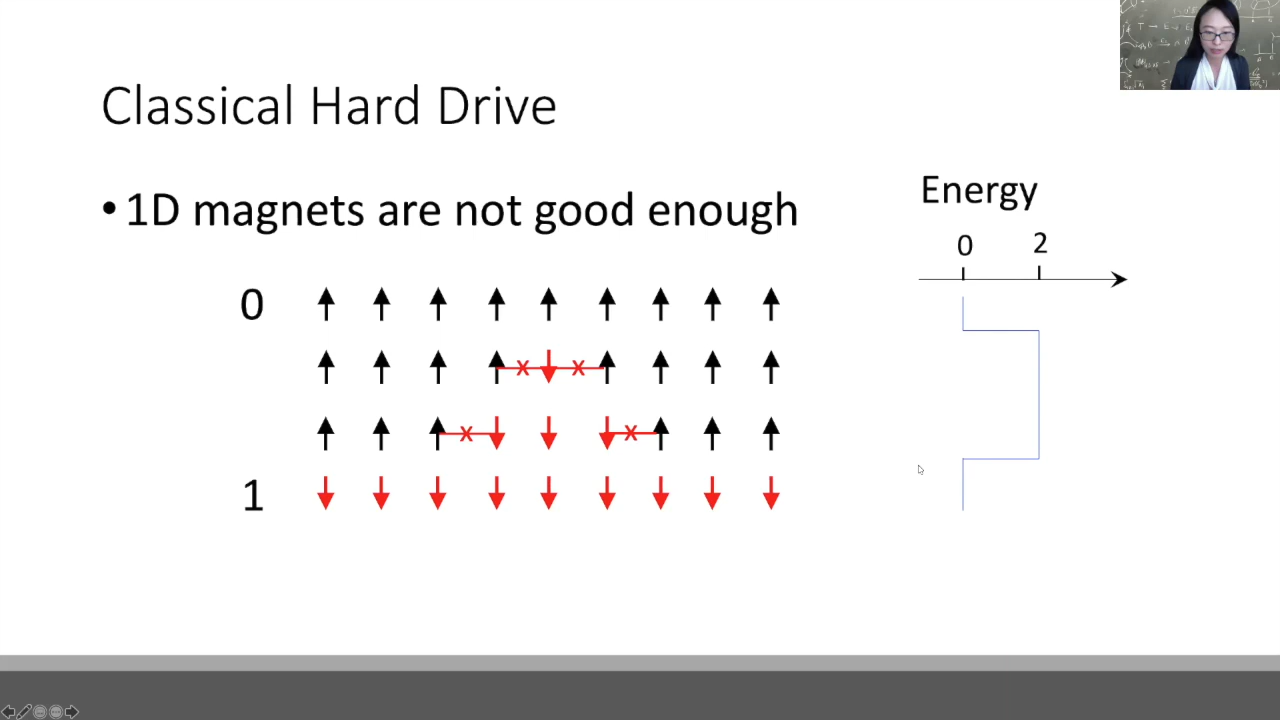 Classical Hard Drive
• 1D magnets are not good enough
Energy
0 2
0
x x
x x
1